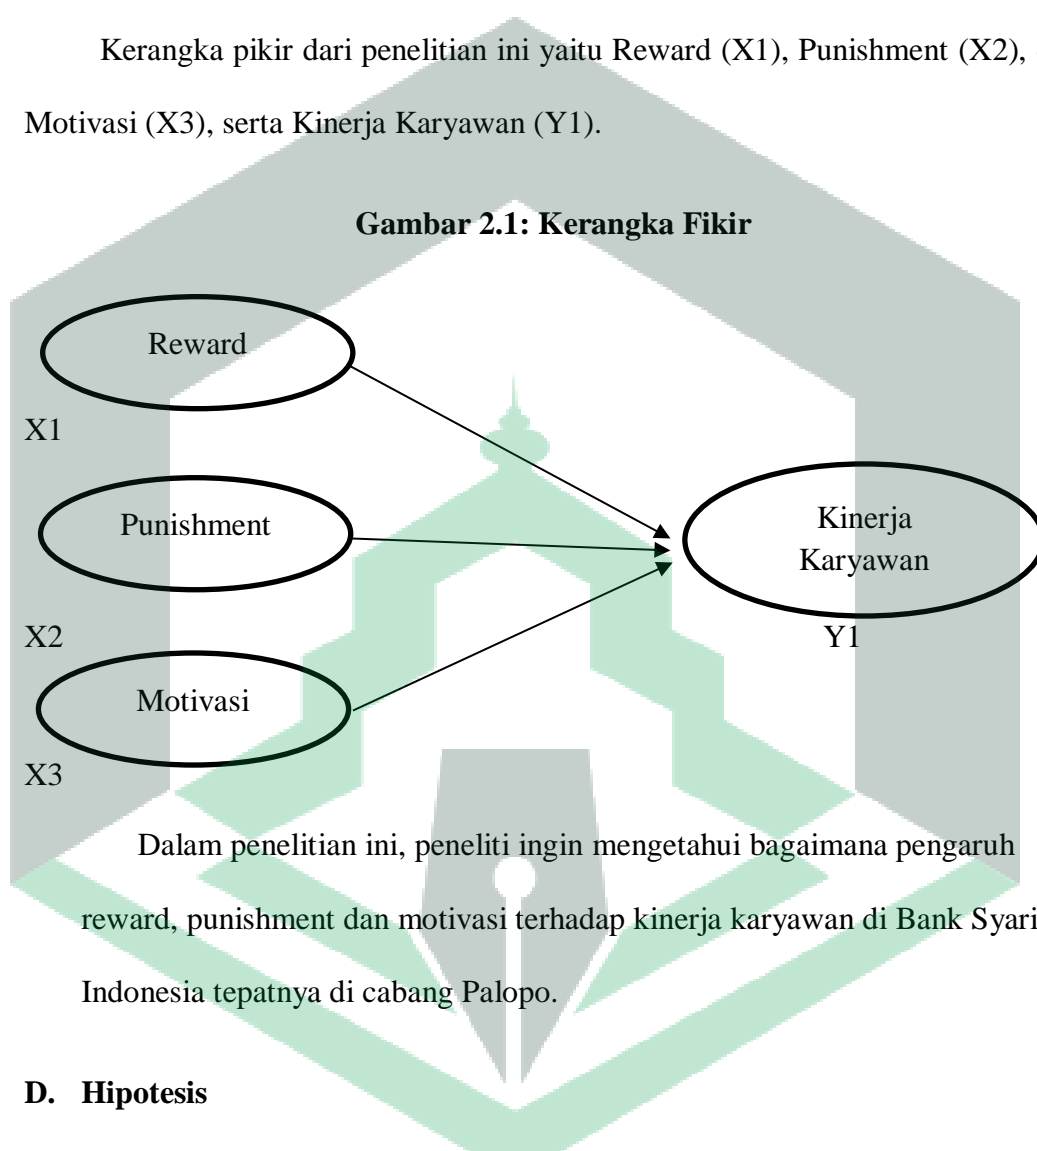 Kerangka pikir dari penelitian ini yaitu Reward (X1), Punishment (X2),
Motivasi (X3), serta Kinerja Karyawan (Y1).
Gambar 2.1: Kerangka Fikir
Reward
X1
Punishment
Kinerja
Karyawan
X2
Y1
Motivasi
X3
Dalam penelitian ini, peneliti ingin mengetahui bagaimana pengaruh
reward, punishment dan motivasi terhadap kinerja karyawan di Bank Syari
Indonesia tepatnya di cabang Palopo.
D. Hipotesis